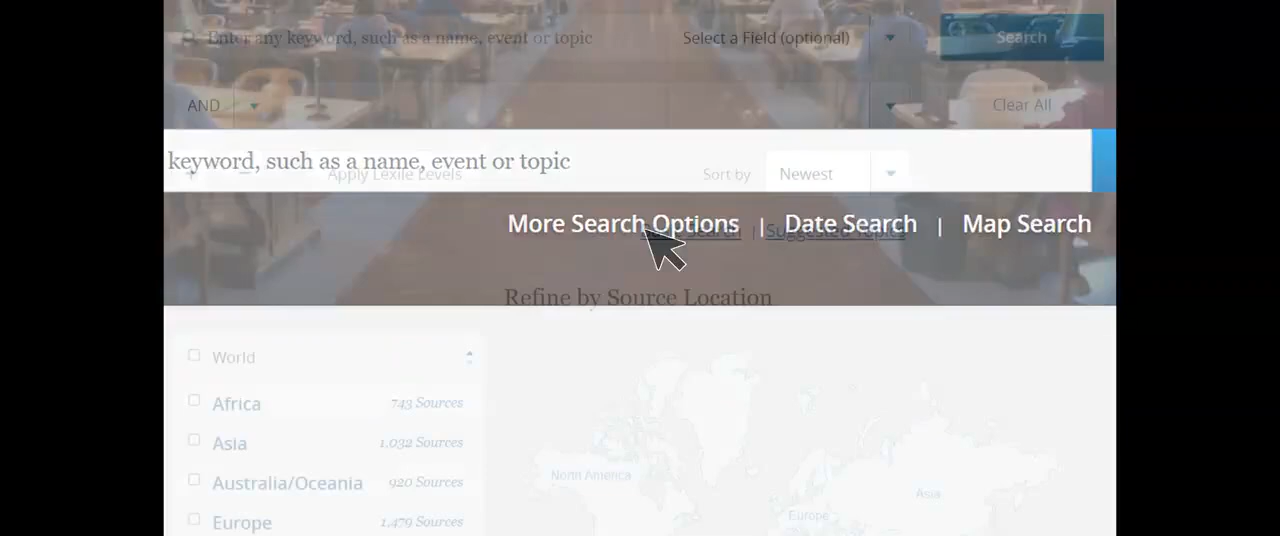 Enter any keyword, such as a name, event or topic
Select a Field (optional)
Search
AND
Clear All
keyword, such as a name, event or topic
Apply Lexile Levels
Sort by
Newest
More Search Options | Date Search | Map Search
Search | Suggested Topics
Refine by Source Location
World
Africa 743 Sources
Asia 1,032 Sources
Australia/Oceania 920 Sources
Europe 1,479 Sources
North America
Europe
Asia